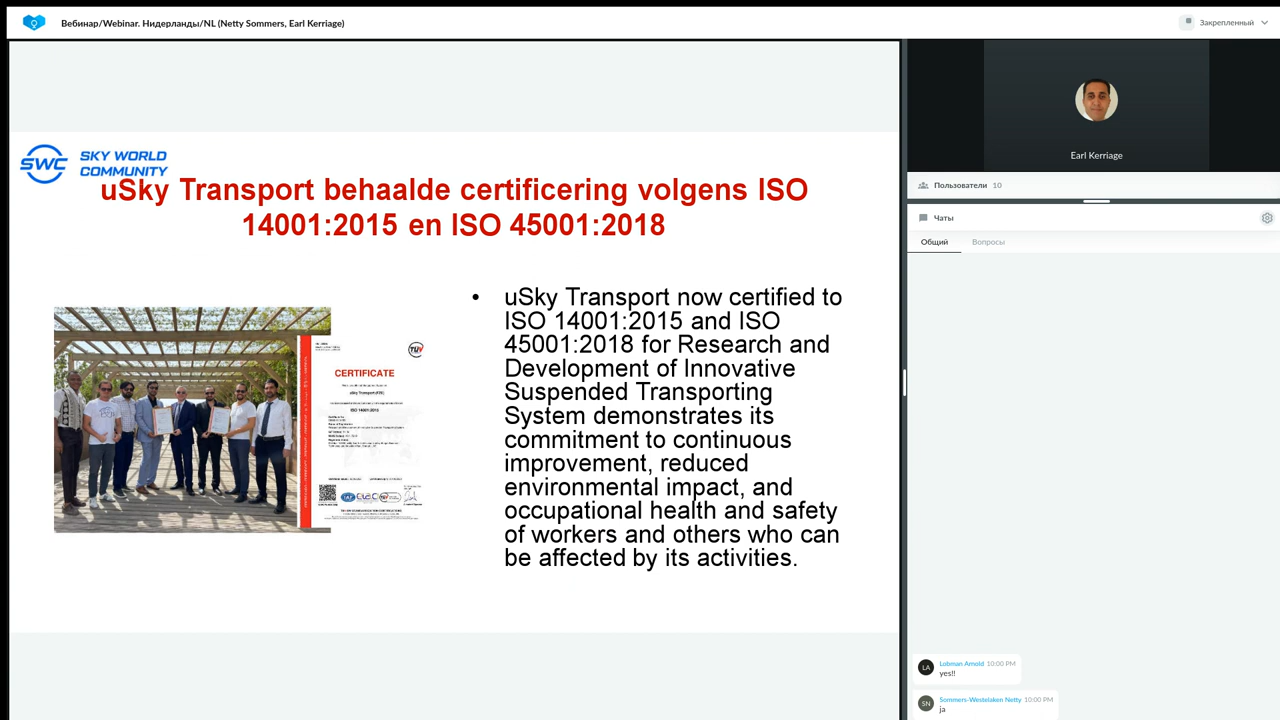 Вебинар/Webinar. Нидерланды/NL (Netty Sommers, Earl Kerriage)
Закрепленный
SWC SKY WORLD
COMMUNITY
uSky Transport behaalde certificering volgens ISO
14001:2015 en ISO 45001:2018
• uSky Transport now certified to
ISO 14001:2015 and ISO
45001:2018 for Research and
Development of Innovative
Suspended Transporting
System demonstrates its
commitment to continuous
improvement, reduced
environmental impact, and
occupational health and safety
of workers and others who can
be affected by its activities.
TÜV
CERTIFICATE
ISO 14001:2015
Earl Kerriage
Пользователи 10
Чаты
Общий Вопросы
LA Lobman Arnold 10:00 PM
yes!!
SN Sommers-Westelaken Netty 10:00 PM
ja